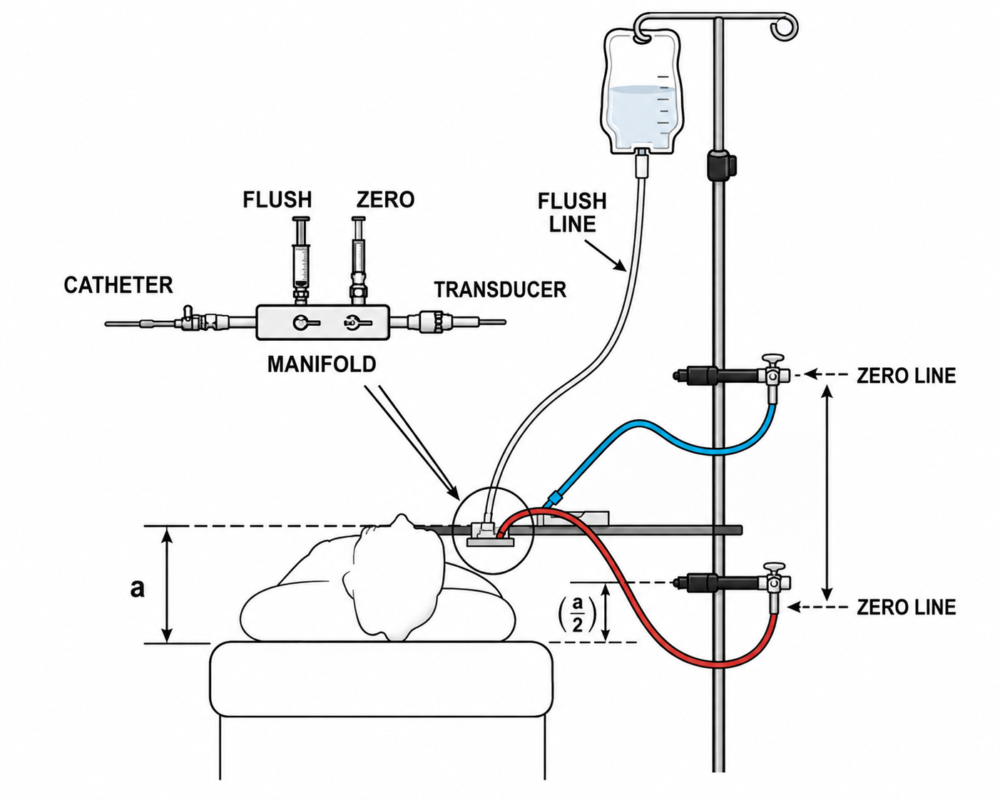 FLUSH
ZERO
FLUSH
LINE
CATHETER
TRANSDUCER
MANIFOLD
ZERO LINE
a
(a/2)
ZERO LINE